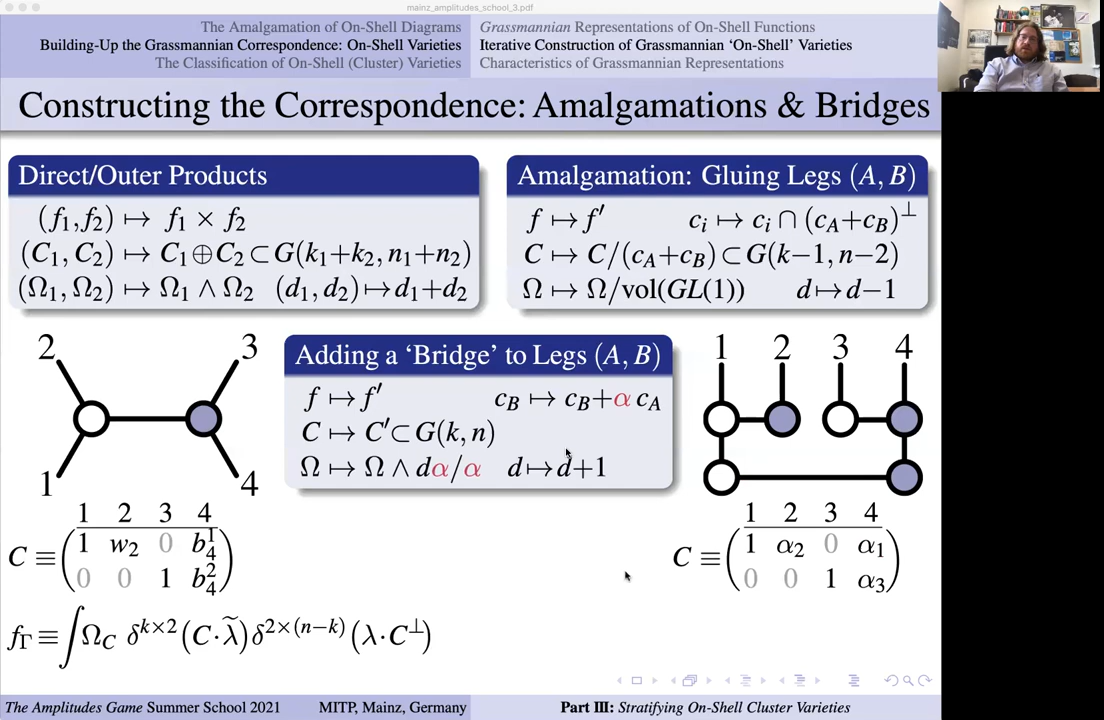 mainz_amplitudes_school_3.pdf
The Amalgamation of On-Shell Diagrams
Building-Up the Grassmannian Correspondence: On-Shell Varieties
The Classification of On-Shell (Cluster) Varieties
Grassmannian Representations of On-Shell Functions
Iterative Construction of Grassmannian ‘On-Shell’ Varieties
Characteristics of Grassmannian Representations
Constructing the Correspondence: Amalgamations & Bridges
Direct/Outer Products
(f₁,f₂) ↦ f₁ × f₂
(C₁,C₂) ↦ C₁⊕C₂⊂G(k₁+k₂,n₁+n₂)
(Ω₁,Ω₂) ↦ Ω₁ ∧ Ω₂ (d₁,d₂)↦d₁+d₂
Amalgamation: Gluing Legs (A,B)
f ↦ f′ cᵢ ↦ cᵢ ∩ (c_A+c_B)^⊥
C ↦ C/(c_A+c_B)⊂G(k−1,n−2)
Ω ↦ Ω/vol(GL(1)) d↦d−1
Adding a ‘Bridge’ to Legs (A,B)
f ↦ f′ c_B ↦ c_B+α c_A
C ↦ C′⊂G(k,n)
Ω ↦ Ω ∧ dα/α d↦d+1
2 3
1 4
1 2 3 4
C ≡ (1 w₂ 0 b₄¹
0 0 1 b₄²)
f_Γ ≡ ∫Ω_C δ^{k×2}(C·λ̃)δ^{2×(n−k)}(λ·C^⊥)
1 2 3 4
1 2 3 4
C ≡ (1 α₂ 0 α₁
0 0 1 α₃)
The Amplitudes Game Summer School 2021 MITP, Mainz, Germany Part III: Stratifying On-Shell Cluster Varieties